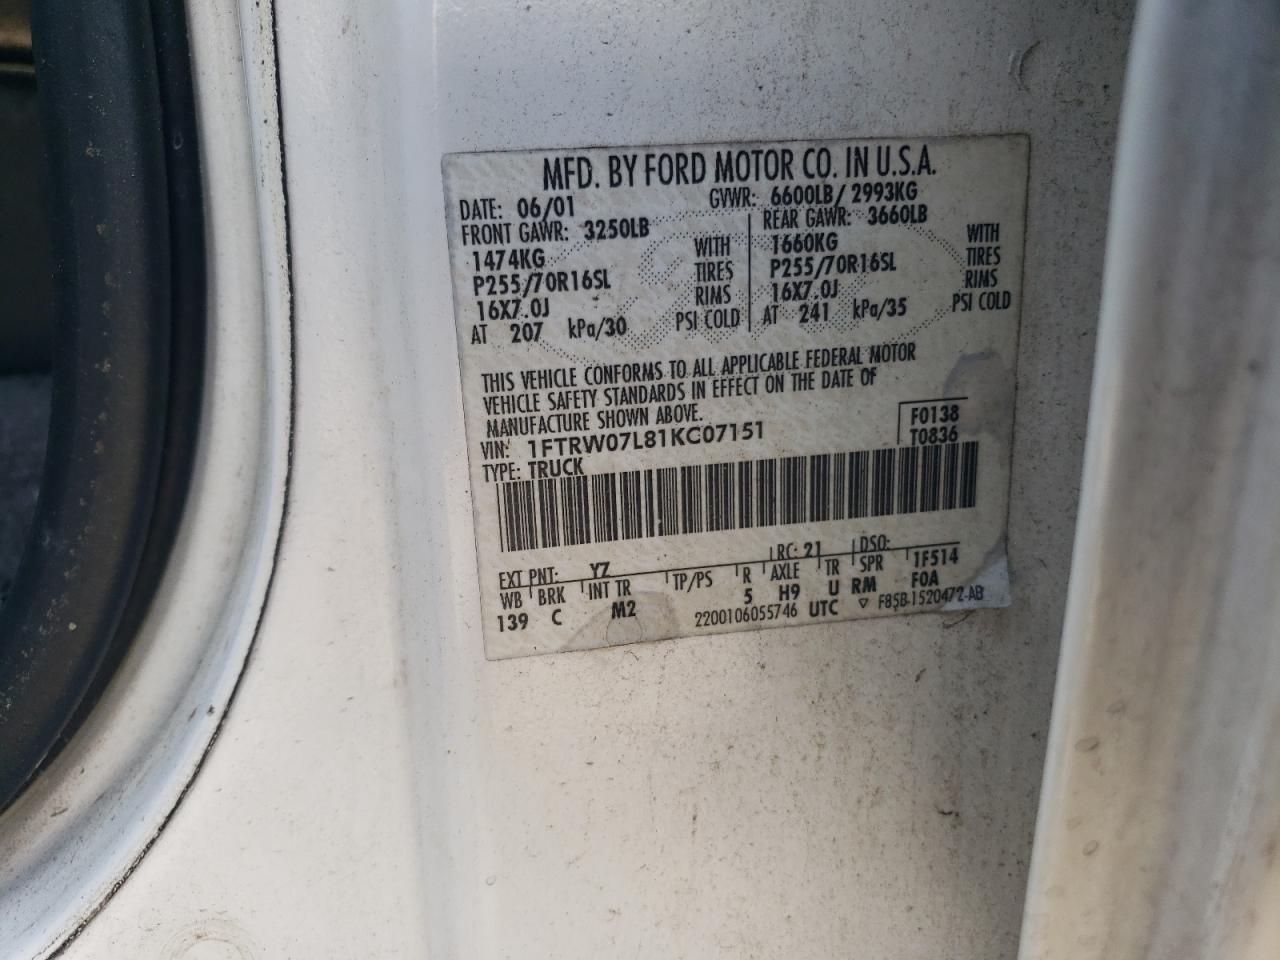 MFD. BY FORD MOTOR CO. IN U.S.A.
DATE: 06/01 GVWR: 6600LB/ 2993KG
FRONT GAWR: 3250LB REAR GAWR: 3660LB
1474KG WITH 1660KG WITH
P255/70R16SL TIRES P255/70R16SL TIRES
16X7.0J RIMS 16X7.0J RIMS
AT 207 kPa/30 PSI COLD AT 241 kPa/35 PSI COLD
THIS VEHICLE CONFORMS TO ALL APPLICABLE FEDERAL MOTOR
VEHICLE SAFETY STANDARDS IN EFFECT ON THE DATE OF
MANUFACTURE SHOWN ABOVE.
F0138
VIN: 1FTRW07L81KC07151
T0836
TYPE: TRUCK
EXT PNT: YZ RC: 21 DSO:
WB BRK INT TR TP/PS R AXLE TR SPR 1F514
139 C M2 5 H9 U RM F0A
2200106055746 UTC ▽ F85B-1520472-AB